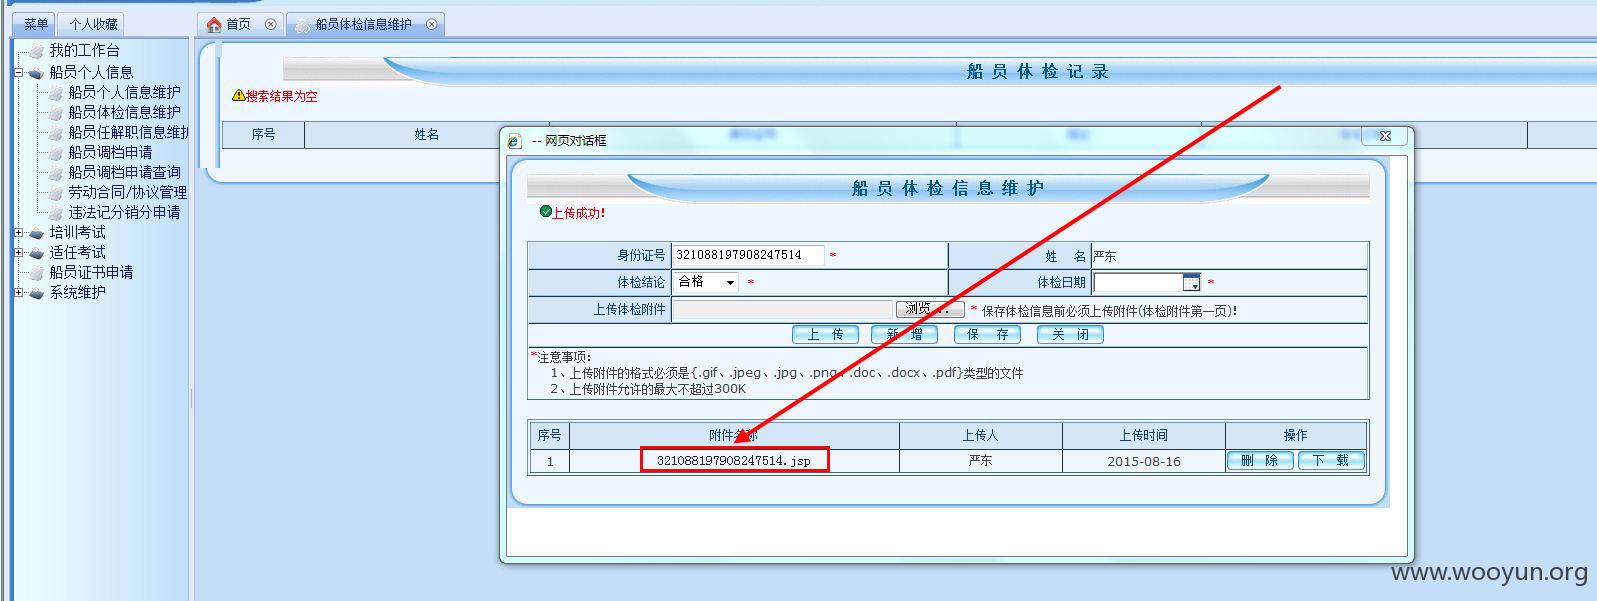 菜单 个人收藏 首页 船员体检信息维护
我的工作台
船员个人信息
船员个人信息维护
船员体检信息维护
船员任解职信息维护
船员调档申请
船员调档申请查询
劳动合同/协议管理
违法记分销分申请
培训考试
适任考试
船员证书申请
系统维护
船员体检记录
搜索结果为空
序号 姓名
-- 网页对话框
船员体检信息维护
上传成功!
身份证号 321088197908247514 * 姓 名 严东
体检结论 合格 * 体检日期 *
上传体检附件 浏览... * 保存体检信息前必须上传附件(体检附件第一页)!
上 传 新 增 保 存 关 闭
*注意事项:
1、上传附件的格式必须是{.gif、.jpeg、.jpg、.png、.doc、.docx、.pdf}类型的文件
2、上传附件允许的最大不超过300K
序号 附件名称 上传人 上传时间 操作
1 321088197908247514.jsp 严东 2015-08-16 删 除 下 载
www.wooyun.org